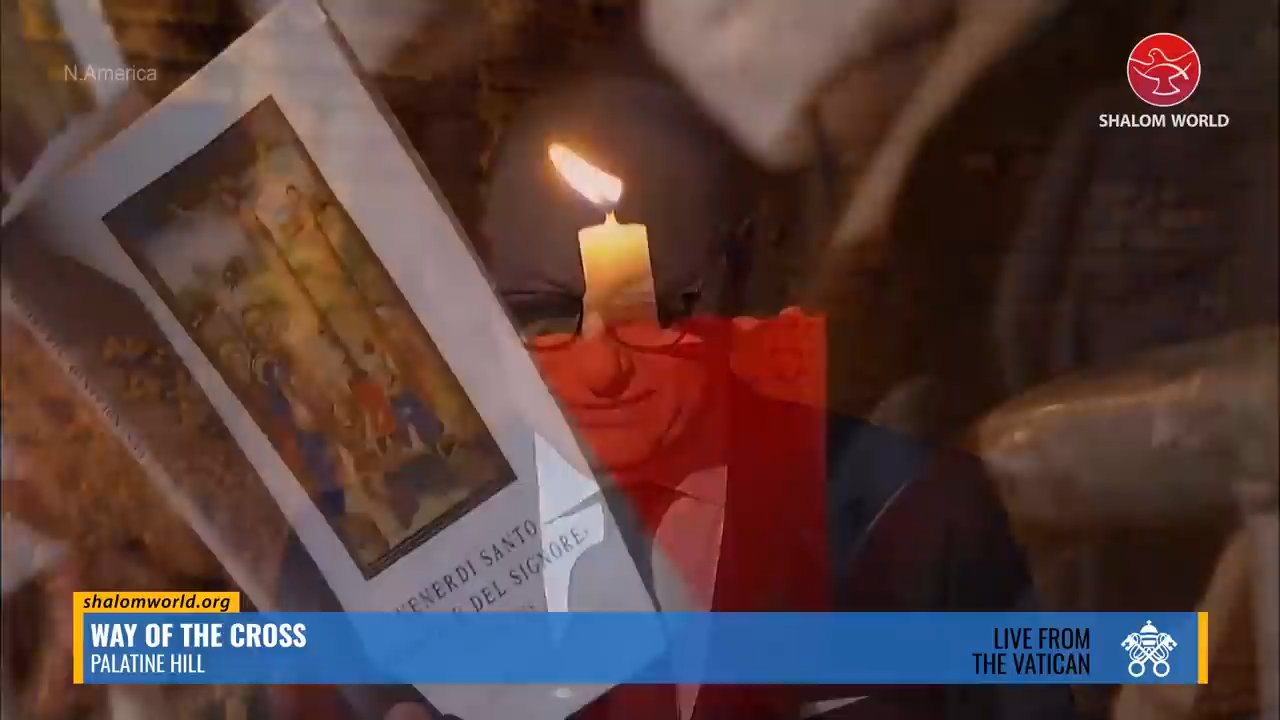 N.America
SHALOM WORLD
VENERDI SANTO
DEL SIGNORE,
shalomworld.org
WAY OF THE CROSS
PALATINE HILL
LIVE FROM
THE VATICAN